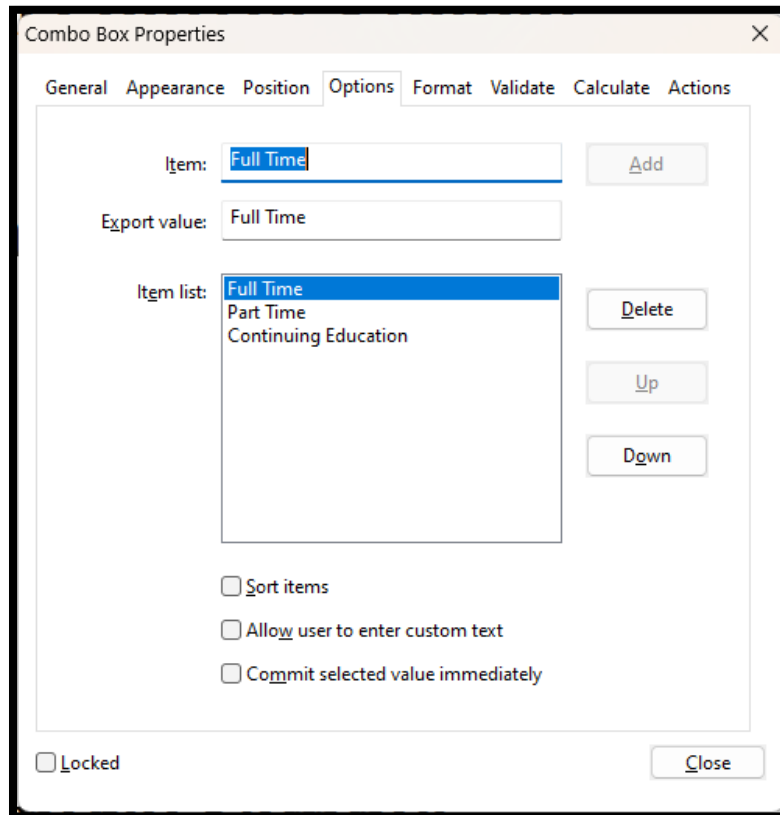 Combo Box Properties
General Appearance Position Options Format Validate Calculate Actions
Item: Full Time Add
Export value: Full Time
Item list: Full Time
Part Time
Continuing Education
Delete
Up
Down
Sort items
Allow user to enter custom text
Commit selected value immediately
Locked Close